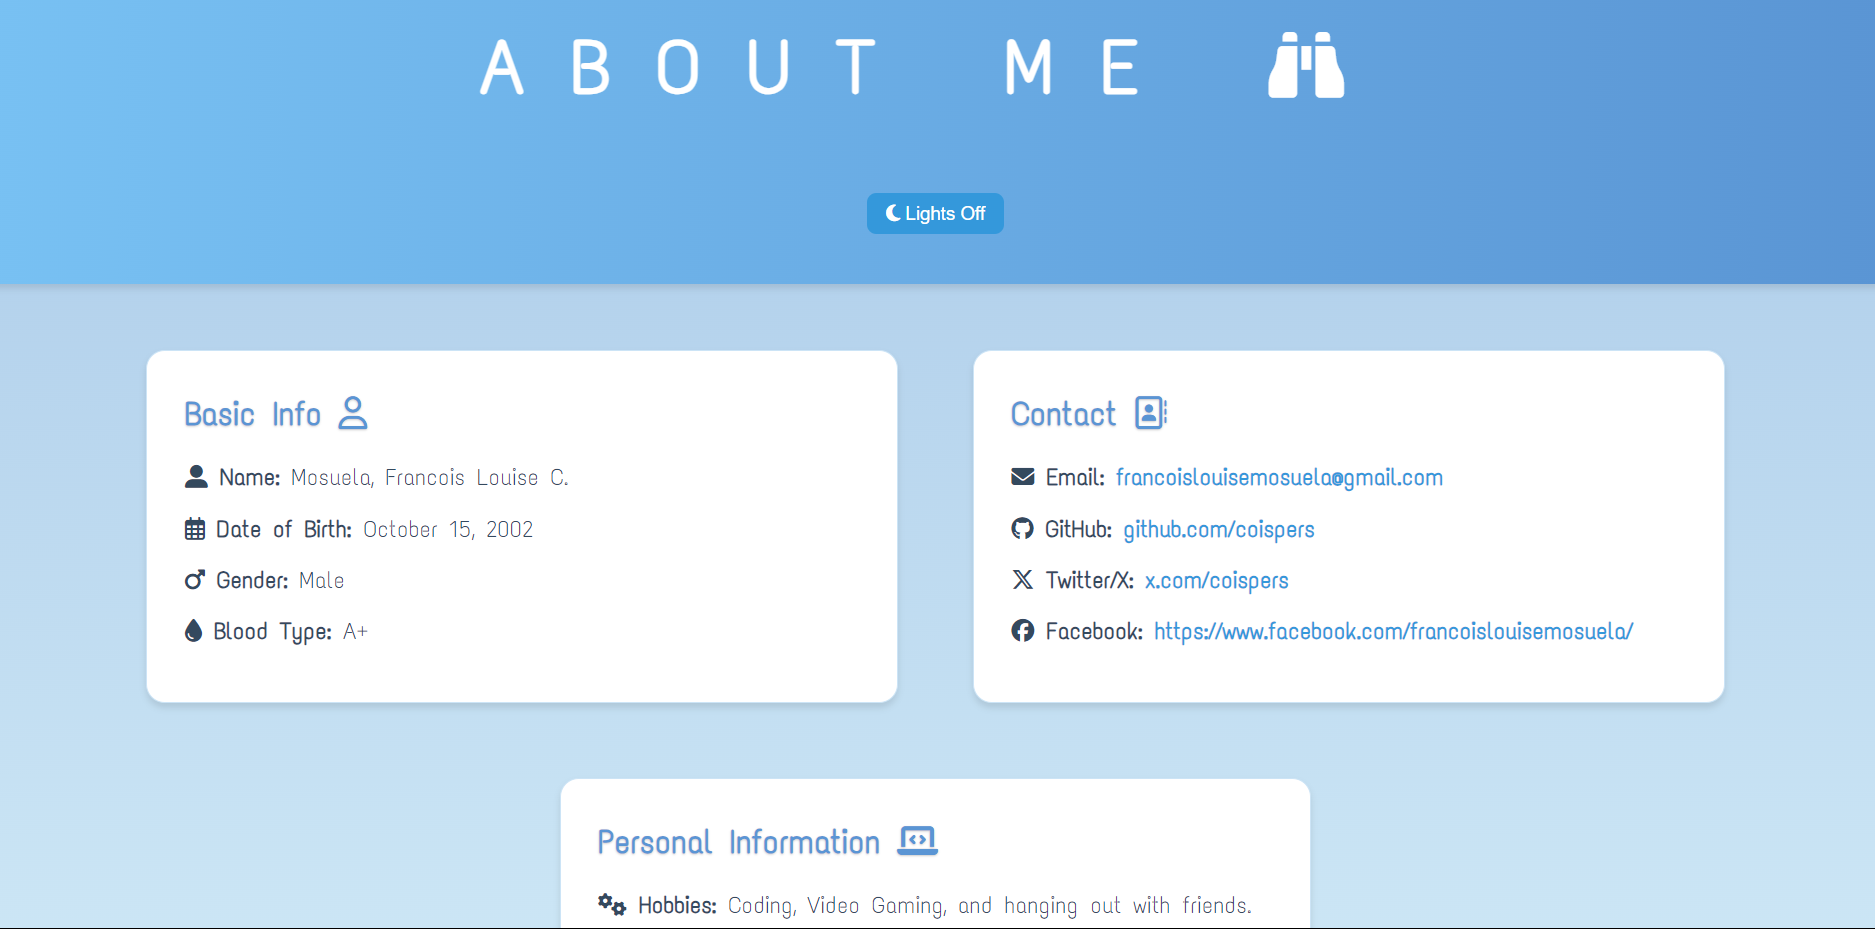 ABOUT ME
Lights Off
Basic Info
Name: Mosuela, Francois Louise C.
Date of Birth: October 15, 2002
Gender: Male
Blood Type: A+
Contact
Email: francoislouisemosuela@gmail.com
GitHub: github.com/coispers
Twitter/X: x.com/coispers
Facebook: https://www.facebook.com/francoislouisemosuela/
Personal Information
Hobbies: Coding, Video Gaming, and hanging out with friends.